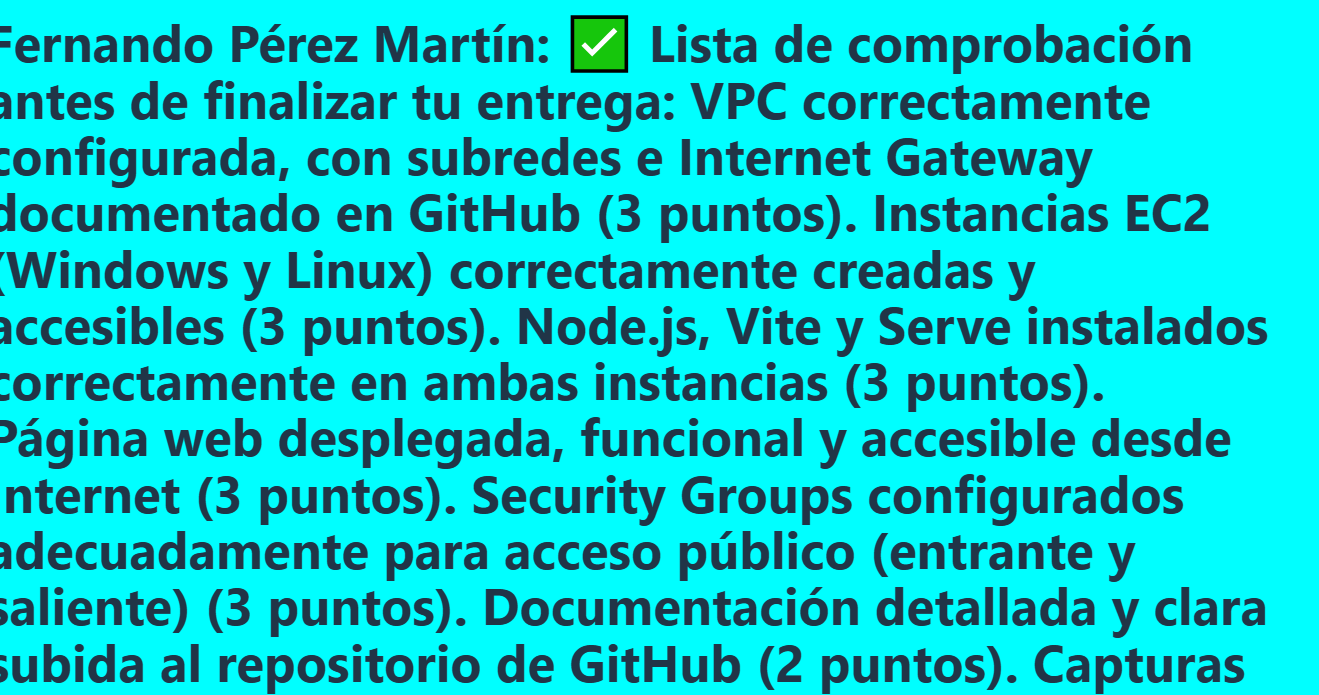 Fernando Pérez Martín: ✅ Lista de comprobación
antes de finalizar tu entrega: VPC correctamente
configurada, con subredes e Internet Gateway
documentado en GitHub (3 puntos). Instancias EC2
(Windows y Linux) correctamente creadas y
accesibles (3 puntos). Node.js, Vite y Serve instalados
correctamente en ambas instancias (3 puntos).
Página web desplegada, funcional y accesible desde
internet (3 puntos). Security Groups configurados
adecuadamente para acceso público (entrante y
saliente) (3 puntos). Documentación detallada y clara
subida al repositorio de GitHub (2 puntos). Capturas